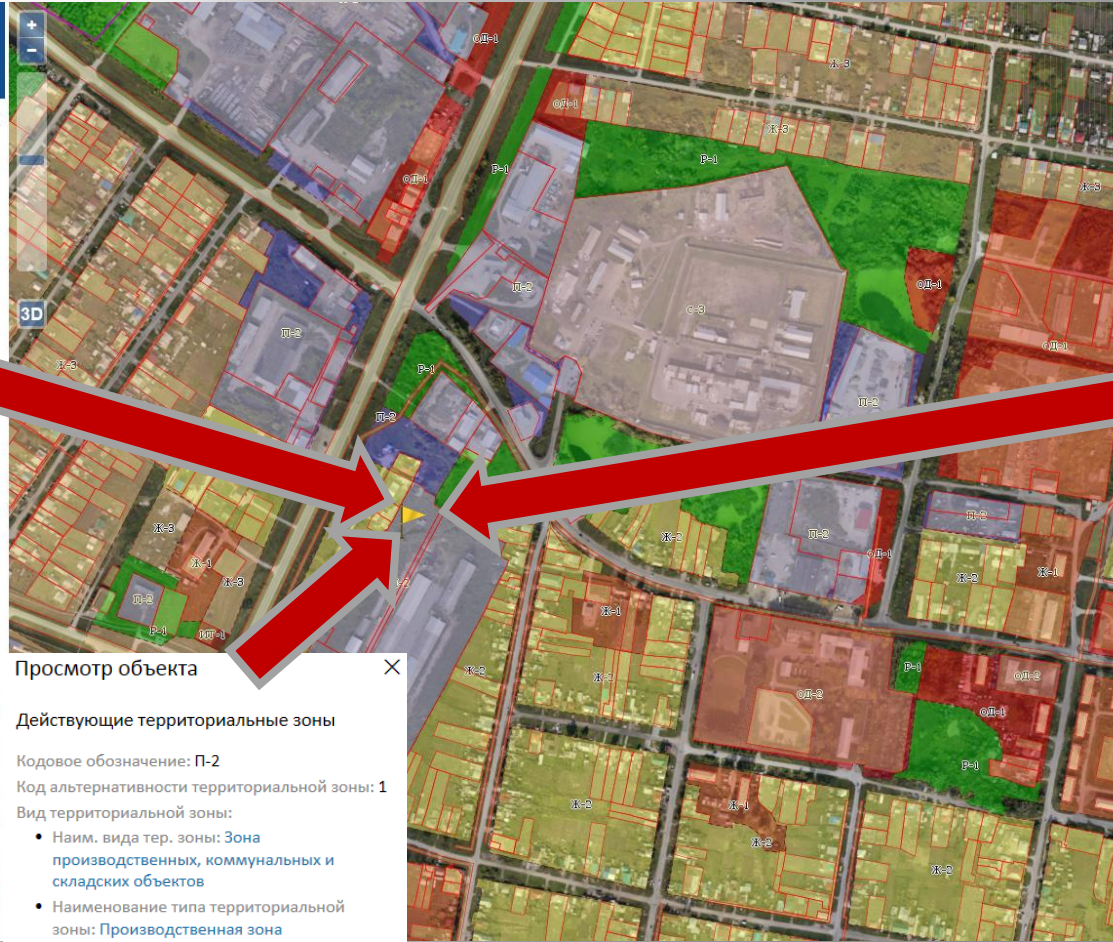 +
−
3D
ОД-1
Ж-3
ОД-1
Ж-3
Р-1
Р-1
ОД-1
Ж-3
П-2
ОД-1
С-3
П-2
ОД-1
Ж-3
Р-1
П-2
П-2
Ж-3
Ж-1
Ж-3
П-2
Р-1
ИТ-1
Ж-2
П-2
ОД-1
П-2
Ж-2
Ж-1
Ж-1
Ж-2
Ж-2
ОД-2
Р-1
ОД-2
ОД-1
Р-1
Ж-2
Ж-1
Ж-2
Ж-2
Просмотр объекта
Действующие территориальные зоны
Кодовое обозначение: П-2
Код альтернативности территориальной зоны: 1
Вид территориальной зоны:
• Наим. вида тер. зоны: Зона
производственных, коммунальных и
складских объектов
• Наименование типа территориальной
зоны: Производственная зона